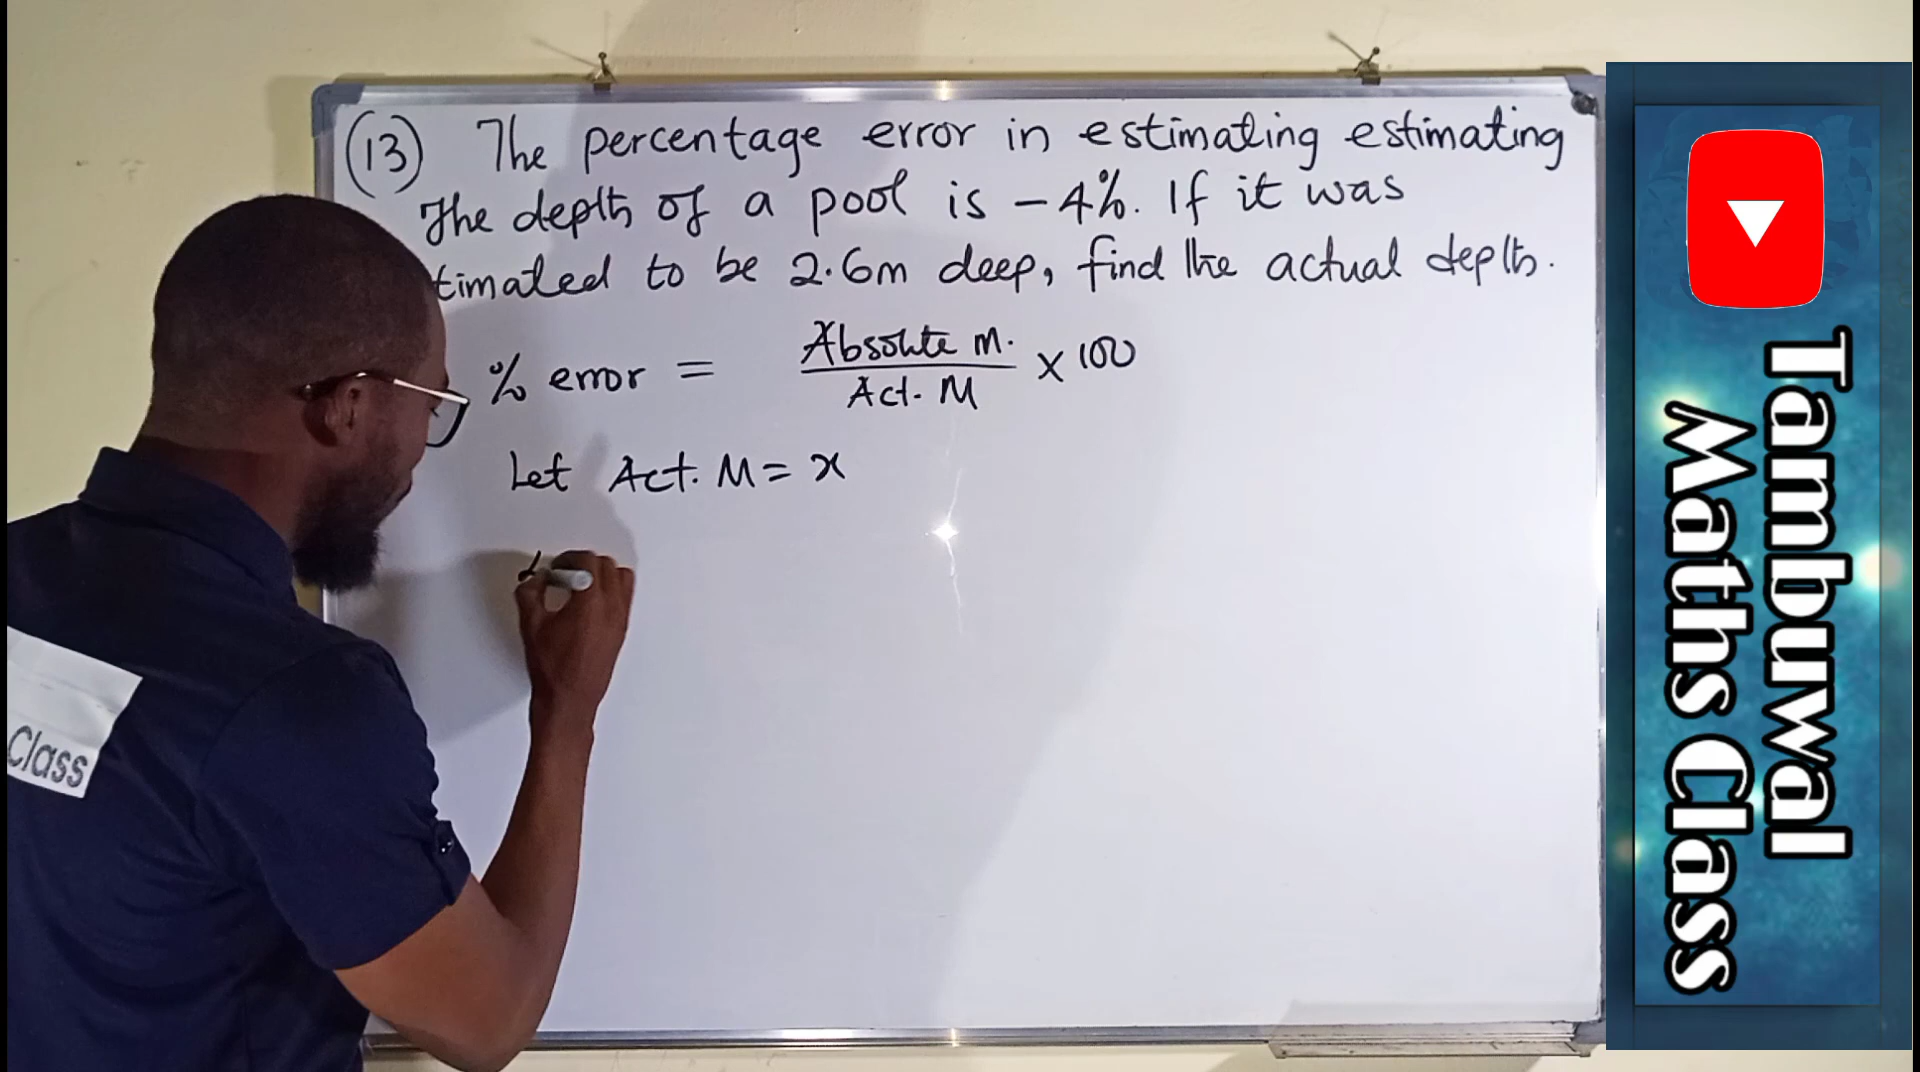 (13) The percentage error in estimating estimating
the depth of a pool is -4%. If it was
timated to be 2.6m deep, find the actual depth.
% error = Absolute M. / Act. M × 100
Let Act. M = x
Class
Tambuwal
Maths Class